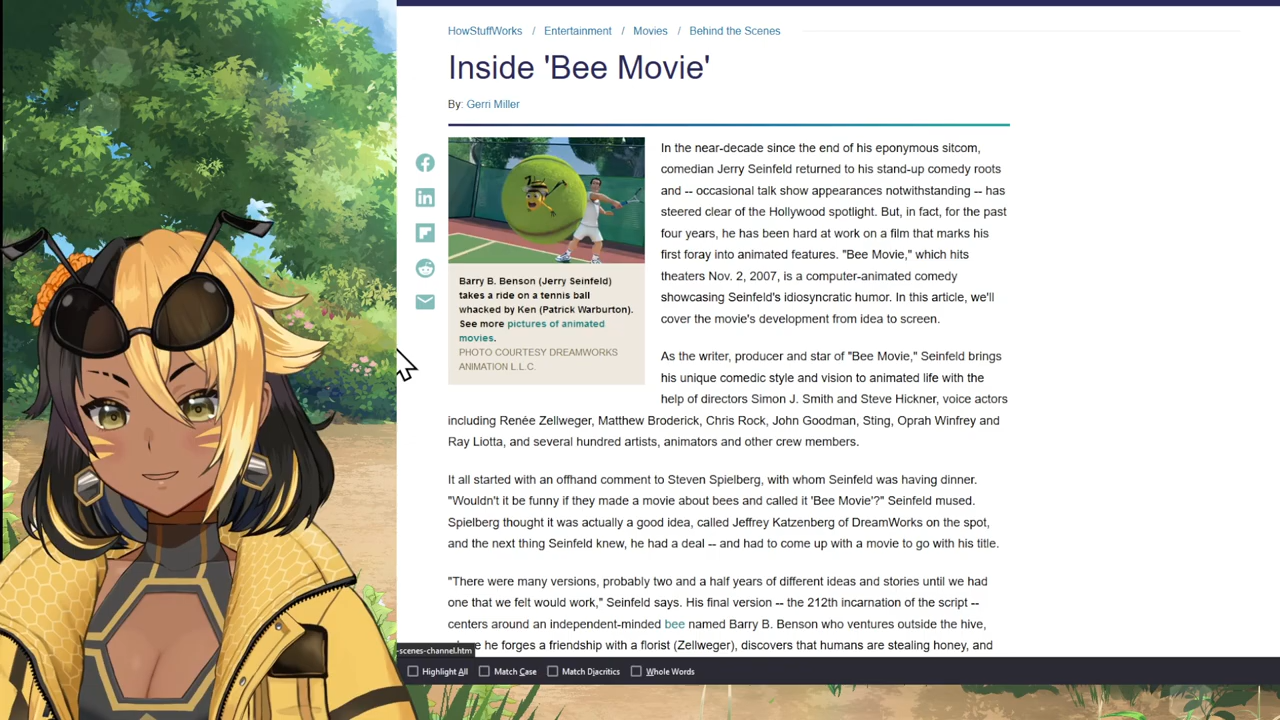 HowStuffWorks / Entertainment / Movies / Behind the Scenes
Inside 'Bee Movie'
By: Gerri Miller
Barry B. Benson (Jerry Seinfeld)
takes a ride on a tennis ball
whacked by Ken (Patrick Warburton).
See more pictures of animated
movies.
PHOTO COURTESY DREAMWORKS
ANIMATION L.L.C.
In the near-decade since the end of his eponymous sitcom,
comedian Jerry Seinfeld returned to his stand-up comedy roots
and -- occasional talk show appearances notwithstanding -- has
steered clear of the Hollywood spotlight. But, in fact, for the past
four years, he has been hard at work on a film that marks his
first foray into animated features. "Bee Movie," which hits
theaters Nov. 2, 2007, is a computer-animated comedy
showcasing Seinfeld's idiosyncratic humor. In this article, we'll
cover the movie's development from idea to screen.
As the writer, producer and star of "Bee Movie," Seinfeld brings
his unique comedic style and vision to animated life with the
help of directors Simon J. Smith and Steve Hickner, voice actors
including Renée Zellweger, Matthew Broderick, Chris Rock, John Goodman, Sting, Oprah Winfrey and
Ray Liotta, and several hundred artists, animators and other crew members.
It all started with an offhand comment to Steven Spielberg, with whom Seinfeld was having dinner.
"Wouldn't it be funny if they made a movie about bees and called it 'Bee Movie'?" Seinfeld mused.
Spielberg thought it was actually a good idea, called Jeffrey Katzenberg of DreamWorks on the spot,
and the next thing Seinfeld knew, he had a deal -- and had to come up with a movie to go with his title.
"There were many versions, probably two and a half years of different ideas and stories until we had
one that we felt would work," Seinfeld says. His final version -- the 212th incarnation of the script --
centers around an independent-minded bee named Barry B. Benson who ventures outside the hive,
he forges a friendship with a florist (Zellweger), discovers that humans are stealing honey, and
-scenes-channel.htm
Highlight All Match Case Match Diacritics Whole Words